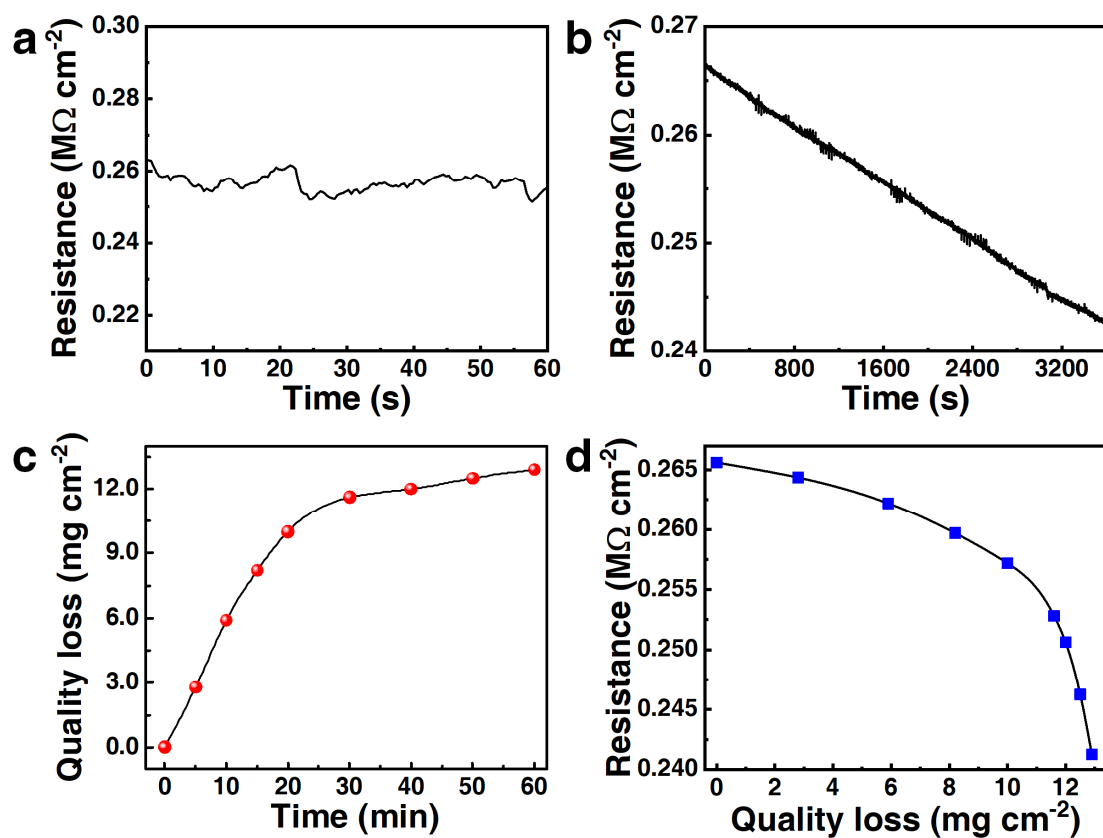 a
Resistance (MΩ cm-2)
0.30
0.28
0.26
0.24
0.22
0 10 20 30 40 50 60
Time (s)
b
Resistance (MΩ cm-2)
0.27
0.26
0.25
0.24
0 800 1600 2400 3200
Time (s)
c
Quality loss (mg cm-2)
12.0
9.0
6.0
3.0
0.0
0 10 20 30 40 50 60
Time (min)
d
Resistance (MΩ cm-2)
0.265
0.260
0.255
0.250
0.245
0.240
0 2 4 6 8 10 12
Quality loss (mg cm-2)